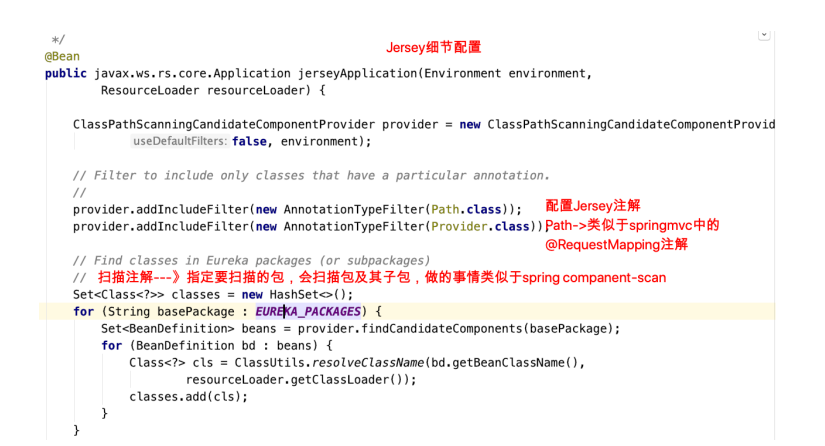 */
Jersey细节配置
@Bean
public javax.ws.rs.core.Application jerseyApplication(Environment environment,
ResourceLoader resourceLoader) {
ClassPathScanningCandidateComponentProvider provider = new ClassPathScanningCandidateComponentProvid
useDefaultFilters: false, environment);
// Filter to include only classes that have a particular annotation.
//
provider.addIncludeFilter(new AnnotationTypeFilter(Path.class)); 配置Jersey注解
provider.addIncludeFilter(new AnnotationTypeFilter(Provider.class)); Path->类似于springmvc中的
@RequestMapping注解
// Find classes in Eureka packages (or subpackages)
// 扫描注解---》指定要扫描的包，会扫描包及其子包，做的事情类似于spring companent-scan
Set<Class<?>> classes = new HashSet<>();
for (String basePackage : EUREKA_PACKAGES) {
Set<BeanDefinition> beans = provider.findCandidateComponents(basePackage);
for (BeanDefinition bd : beans) {
Class<?> cls = ClassUtils.resolveClassName(bd.getBeanClassName(),
resourceLoader.getClassLoader());
classes.add(cls);
}
}